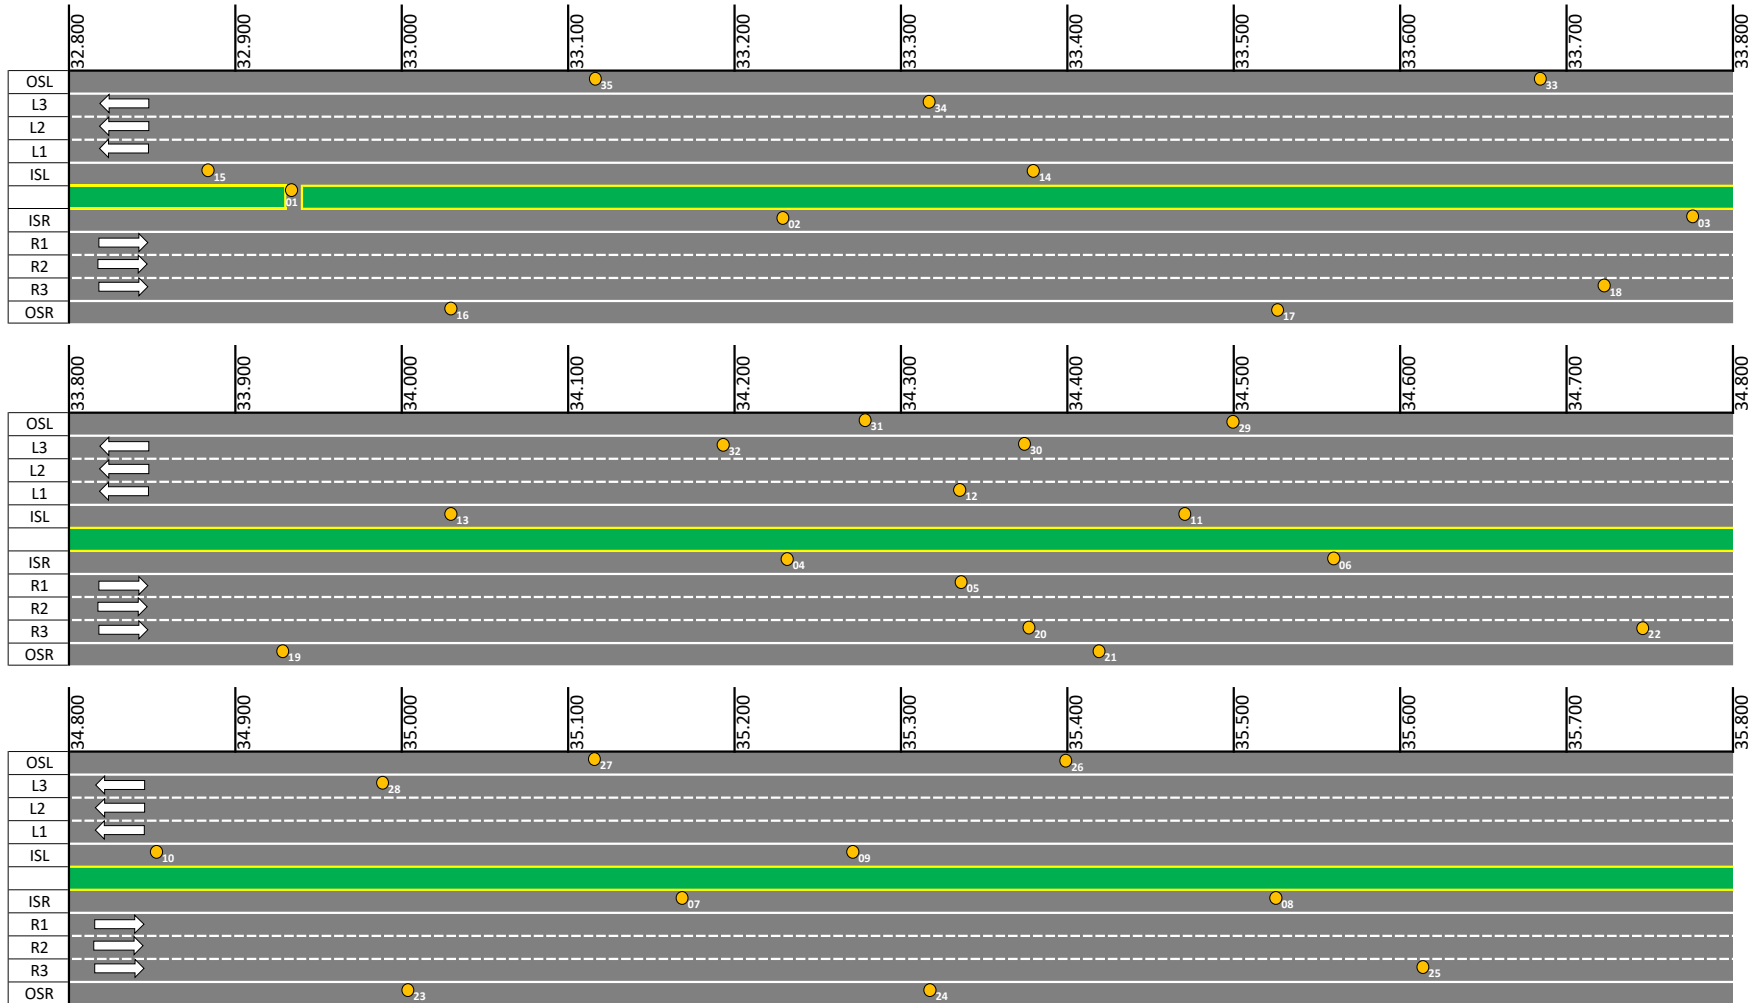 32.800 32.900 33.000 33.100 33.200 33.300 33.400 33.500 33.600 33.700 33.800
OSL 35 33
L3 34
L2
L1
ISL 15 14
01
ISR 02 03
R1
R2
R3 18
OSR 16 17
33.800 33.900 34.000 34.100 34.200 34.300 34.400 34.500 34.600 34.700 34.800
OSL 31 29
L3 32 30
L2
L1 12
ISL 13 11
ISR 04 06
R1 05
R2
R3 20 22
OSR 19 21
34.800 34.900 35.000 35.100 35.200 35.300 35.400 35.500 35.600 35.700 35.800
OSL 27 26
L3 28
L2
L1
ISL 10 09
ISR 07 08
R1
R2
R3 25
OSR 23 24